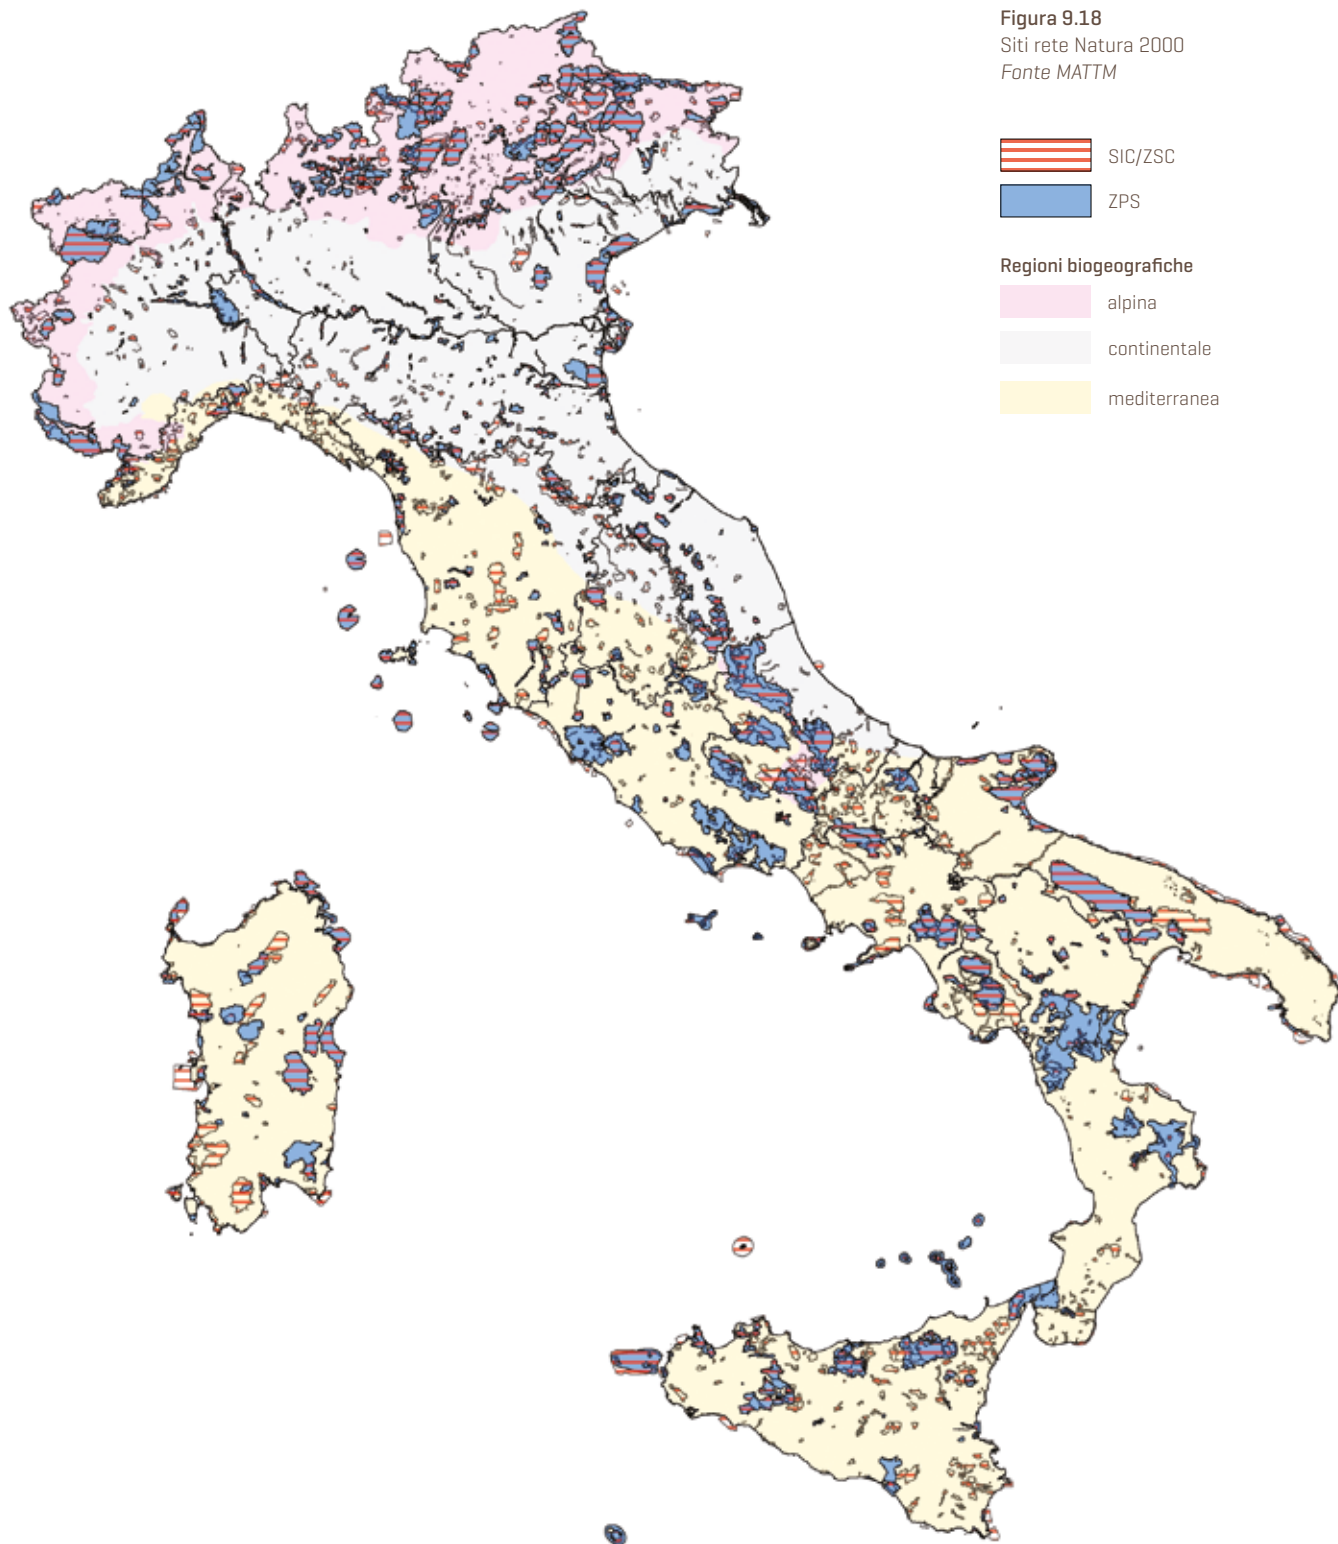 Figura 9.18
Siti rete Natura 2000
Fonte MATTM
SIC/ZSC
ZPS
Regioni biogeografiche
alpina
continentale
mediterranea